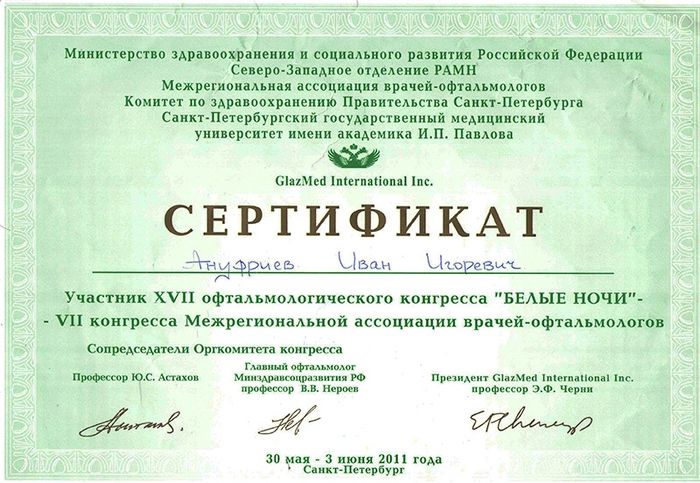 Министерство здравоохранения и социального развития Российской Федерации
Северо-Западное отделение РАМН
Межрегиональная ассоциация врачей-офтальмологов
Комитет по здравоохранению Правительства Санкт-Петербурга
Санкт-Петербургский государственный медицинский
университет имени академика И.П. Павлова
GlazMed International Inc.
СЕРТИФИКАТ
Ануфриев Иван Игоревич
Участник XVII офтальмологического конгресса "БЕЛЫЕ НОЧИ"-
- VII конгресса Межрегиональной ассоциации врачей-офтальмологов
Сопредседатели Оргкомитета конгресса
Профессор Ю.С. Астахов
Главный офтальмолог
Минздравсоцразвития РФ
профессор В.В. Нероев
Президент GlazMed International Inc.
профессор Э.Ф. Черни
30 мая - 3 июня 2011 года
Санкт-Петербург